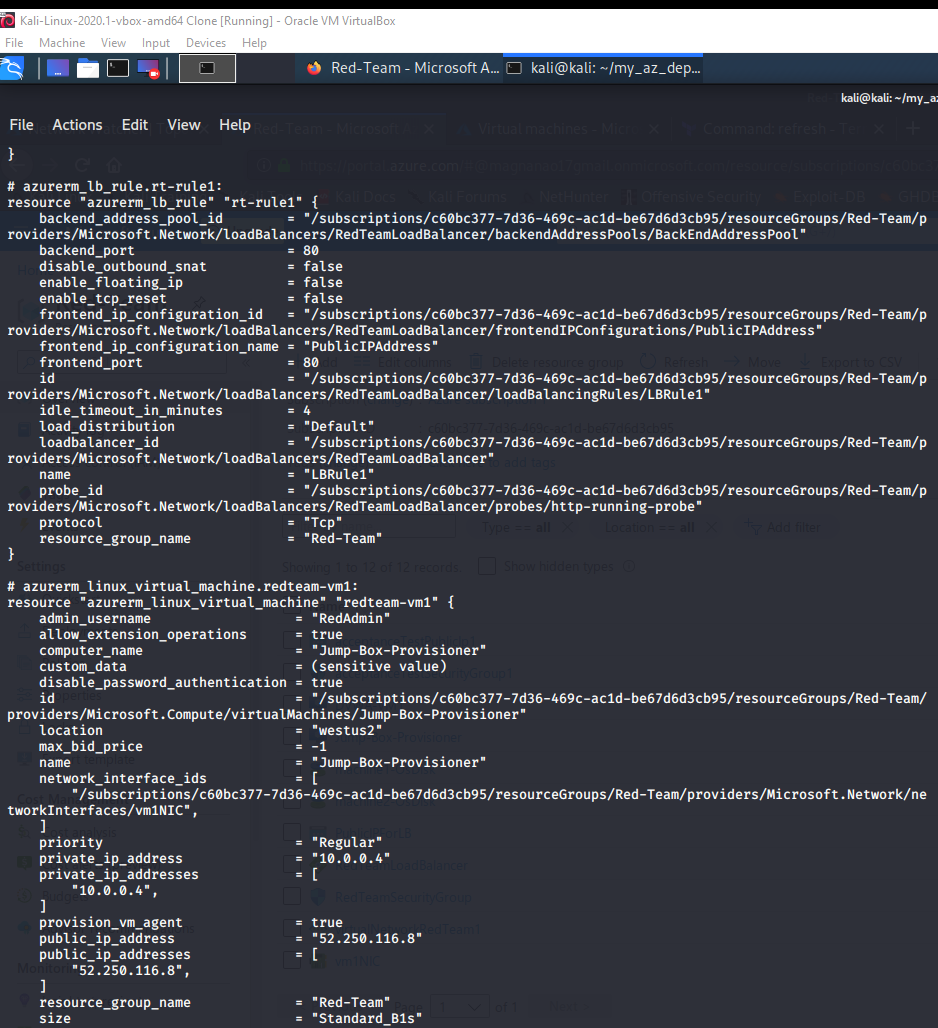 Kali-Linux-2020.1-vbox-amd64 Clone [Running] - Oracle VM VirtualBox
File Machine View Input Devices Help
Red-Team - Microsoft A... kali@kali: ~/my_az_dep...
kali@kali: ~/my_az
File Actions Edit View Help
}
# azurerm_lb_rule.rt-rule1:
resource "azurerm_lb_rule" "rt-rule1" {
backend_address_pool_id = "/subscriptions/c60bc377-7d36-469c-ac1d-be67d6d3cb95/resourceGroups/Red-Team/p
roviders/Microsoft.Network/loadBalancers/RedTeamLoadBalancer/backendAddressPools/BackEndAddressPool"
backend_port = 80
disable_outbound_snat = false
enable_floating_ip = false
enable_tcp_reset = false
frontend_ip_configuration_id = "/subscriptions/c60bc377-7d36-469c-ac1d-be67d6d3cb95/resourceGroups/Red-Team/p
roviders/Microsoft.Network/loadBalancers/RedTeamLoadBalancer/frontendIPConfigurations/PublicIPAddress"
frontend_ip_configuration_name = "PublicIPAddress"
frontend_port = 80
id = "/subscriptions/c60bc377-7d36-469c-ac1d-be67d6d3cb95/resourceGroups/Red-Team/p
roviders/Microsoft.Network/loadBalancers/RedTeamLoadBalancer/loadBalancingRules/LBRule1"
idle_timeout_in_minutes = 4
load_distribution = "Default"
loadbalancer_id = "/subscriptions/c60bc377-7d36-469c-ac1d-be67d6d3cb95/resourceGroups/Red-Team/p
roviders/Microsoft.Network/loadBalancers/RedTeamLoadBalancer"
name = "LBRule1"
probe_id = "/subscriptions/c60bc377-7d36-469c-ac1d-be67d6d3cb95/resourceGroups/Red-Team/p
roviders/Microsoft.Network/loadBalancers/RedTeamLoadBalancer/probes/http-running-probe"
protocol = "Tcp"
resource_group_name = "Red-Team"
}
# azurerm_linux_virtual_machine.redteam-vm1:
resource "azurerm_linux_virtual_machine" "redteam-vm1" {
admin_username = "RedAdmin"
allow_extension_operations = true
computer_name = "Jump-Box-Provisioner"
custom_data = (sensitive value)
disable_password_authentication = true
id = "/subscriptions/c60bc377-7d36-469c-ac1d-be67d6d3cb95/resourceGroups/Red-Team/
providers/Microsoft.Compute/virtualMachines/Jump-Box-Provisioner"
location = "westus2"
max_bid_price = -1
name = "Jump-Box-Provisioner"
network_interface_ids = [
"/subscriptions/c60bc377-7d36-469c-ac1d-be67d6d3cb95/resourceGroups/Red-Team/providers/Microsoft.Network/ne
tworkInterfaces/vm1NIC",
]
priority = "Regular"
private_ip_address = "10.0.0.4"
private_ip_addresses = [
"10.0.0.4",
]
provision_vm_agent = true
public_ip_address = "52.250.116.8"
public_ip_addresses = [
"52.250.116.8",
]
resource_group_name = "Red-Team"
size = "Standard_B1s"